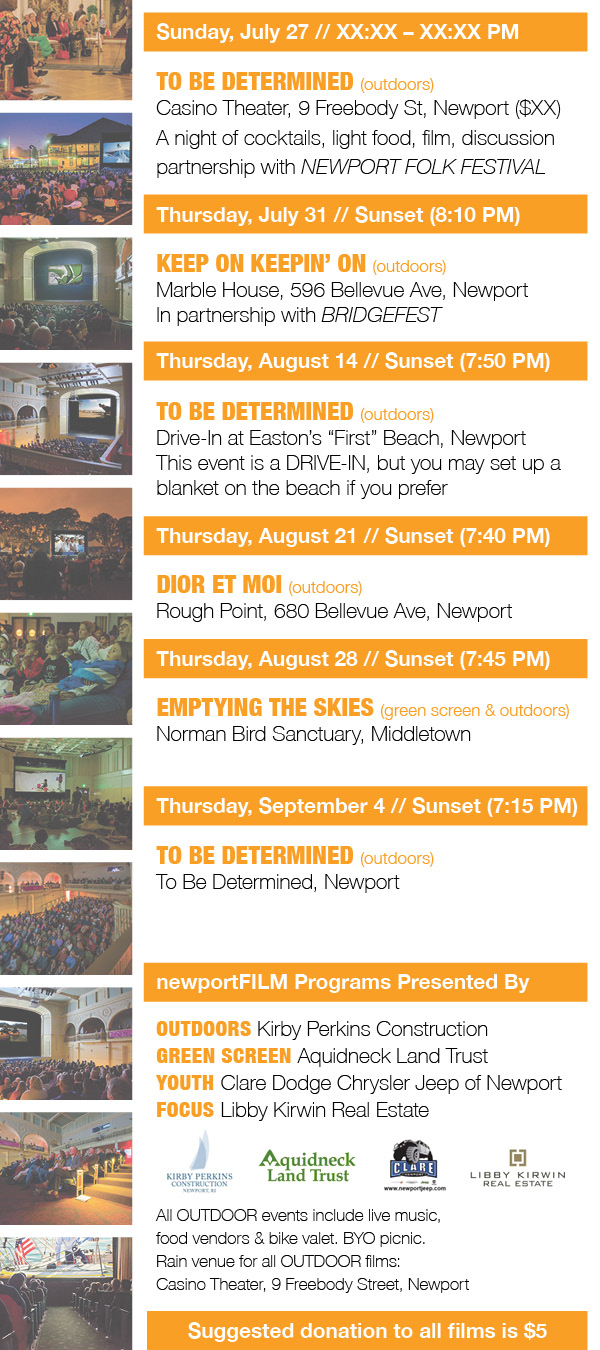 Sunday, July 27 // XX:XX – XX:XX PM
TO BE DETERMINED (outdoors)
Casino Theater, 9 Freebody St, Newport ($XX)
A night of cocktails, light food, film, discussion
partnership with NEWPORT FOLK FESTIVAL
Thursday, July 31 // Sunset (8:10 PM)
KEEP ON KEEPIN' ON (outdoors)
Marble House, 596 Bellevue Ave, Newport
In partnership with BRIDGEFEST
Thursday, August 14 // Sunset (7:50 PM)
TO BE DETERMINED (outdoors)
Drive-In at Easton's “First” Beach, Newport
This event is a DRIVE-IN, but you may set up a
blanket on the beach if you prefer
Thursday, August 21 // Sunset (7:40 PM)
DIOR ET MOI (outdoors)
Rough Point, 680 Bellevue Ave, Newport
Thursday, August 28 // Sunset (7:45 PM)
EMPTYING THE SKIES (green screen & outdoors)
Norman Bird Sanctuary, Middletown
Thursday, September 4 // Sunset (7:15 PM)
TO BE DETERMINED (outdoors)
To Be Determined, Newport
newportFILM Programs Presented By
OUTDOORS Kirby Perkins Construction
GREEN SCREEN Aquidneck Land Trust
YOUTH Clare Dodge Chrysler Jeep of Newport
FOCUS Libby Kirwin Real Estate
KIRBY PERKINS
CONSTRUCTION
NEWPORT, RI
Aquidneck
Land Trust
CLARE
www.newportjeep.com
LIBBY KIRWIN
REAL ESTATE
All OUTDOOR events include live music,
food vendors & bike valet. BYO picnic.
Rain venue for all OUTDOOR films:
Casino Theater, 9 Freebody Street, Newport
Suggested donation to all films is $5